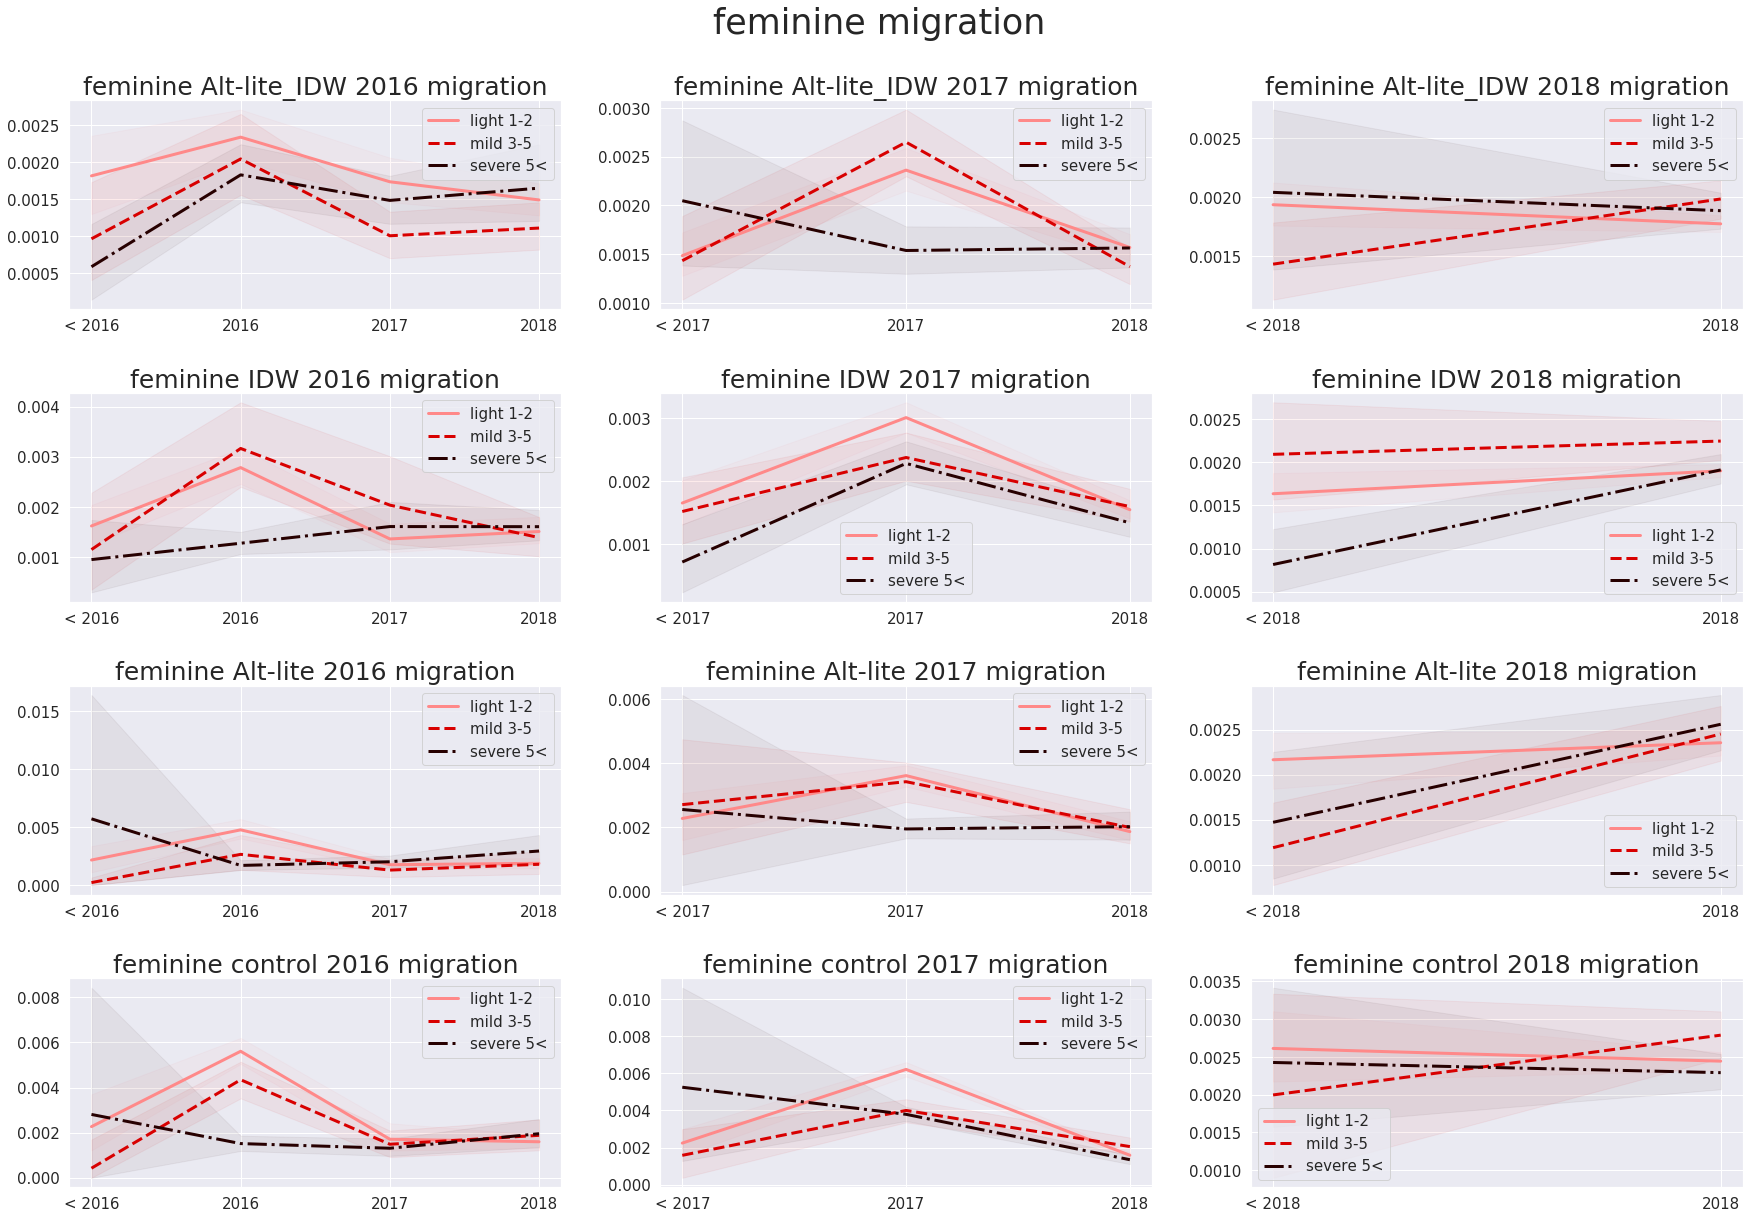 feminine migration
feminine Alt-lite_IDW 2016 migration
0.0025
0.0020
0.0015
0.0010
0.0005
light 1-2
mild 3-5
severe 5<
< 2016 2016 2017 2018
feminine Alt-lite_IDW 2017 migration
0.0030
0.0025
0.0020
0.0015
0.0010
light 1-2
mild 3-5
severe 5<
< 2017 2017 2018
feminine Alt-lite_IDW 2018 migration
0.0025
0.0020
0.0015
light 1-2
mild 3-5
severe 5<
< 2018 2018
feminine IDW 2016 migration
0.004
0.003
0.002
0.001
light 1-2
mild 3-5
severe 5<
< 2016 2016 2017 2018
feminine IDW 2017 migration
0.003
0.002
0.001
light 1-2
mild 3-5
severe 5<
< 2017 2017 2018
feminine IDW 2018 migration
0.0025
0.0020
0.0015
0.0010
0.0005
light 1-2
mild 3-5
severe 5<
< 2018 2018
feminine Alt-lite 2016 migration
0.015
0.010
0.005
0.000
light 1-2
mild 3-5
severe 5<
< 2016 2016 2017 2018
feminine Alt-lite 2017 migration
0.006
0.004
0.002
0.000
light 1-2
mild 3-5
severe 5<
< 2017 2017 2018
feminine Alt-lite 2018 migration
0.0025
0.0020
0.0015
0.0010
light 1-2
mild 3-5
severe 5<
< 2018 2018
feminine control 2016 migration
0.008
0.006
0.004
0.002
0.000
light 1-2
mild 3-5
severe 5<
< 2016 2016 2017 2018
feminine control 2017 migration
0.010
0.008
0.006
0.004
0.002
0.000
light 1-2
mild 3-5
severe 5<
< 2017 2017 2018
feminine control 2018 migration
0.0035
0.0030
0.0025
0.0020
0.0015
0.0010
light 1-2
mild 3-5
severe 5<
< 2018 2018